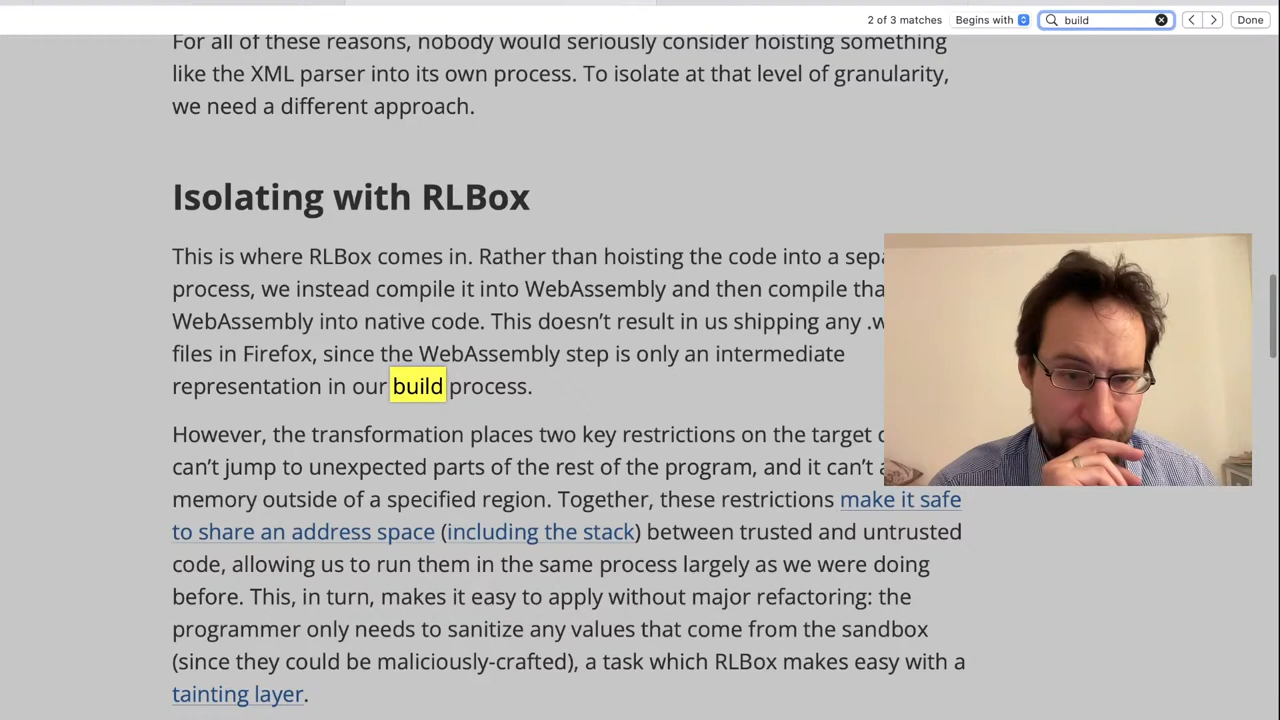 2 of 3 matches Begins with build Done
For all of these reasons, nobody would seriously consider hoisting something
like the XML parser into its own process. To isolate at that level of granularity,
we need a different approach.
Isolating with RLBox
This is where RLBox comes in. Rather than hoisting the code into a
process, we instead compile it into WebAssembly and then compile
WebAssembly into native code. This doesn’t result in us shipping any
files in Firefox, since the WebAssembly step is only an intermediate
representation in our build process.
However, the transformation places two key restrictions on the target
can’t jump to unexpected parts of the rest of the program, and it can’t
memory outside of a specified region. Together, these restrictions make it safe
to share an address space (including the stack) between trusted and untrusted
code, allowing us to run them in the same process largely as we were doing
before. This, in turn, makes it easy to apply without major refactoring: the
programmer only needs to sanitize any values that come from the sandbox
(since they could be maliciously-crafted), a task which RLBox makes easy with a
tainting layer.